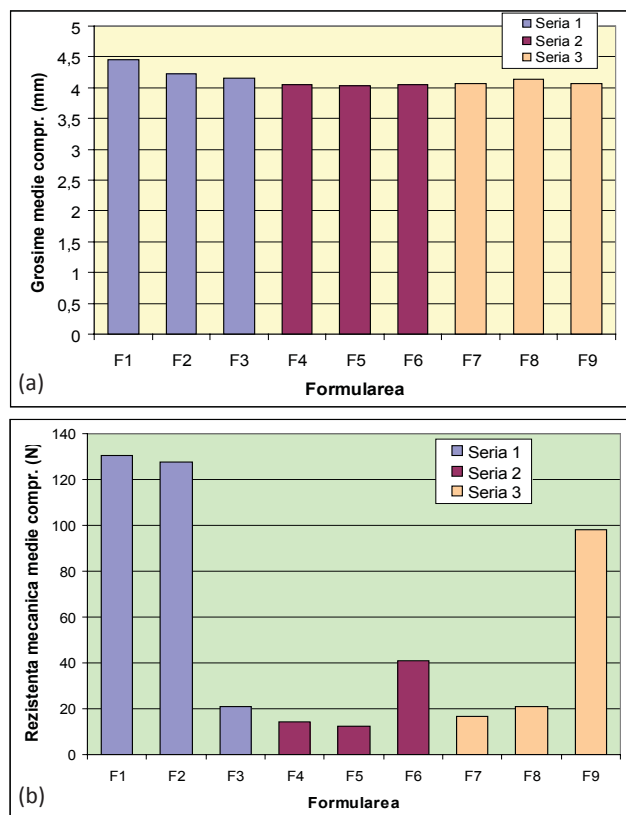 Grosime medie compr. (mm)
5
4,5
4
3,5
3
2,5
2
1,5
1
0,5
0
Seria 1
Seria 2
Seria 3
F1 F2 F3 F4 F5 F6 F7 F8 F9
Formularea
(a)
Rezistenta mecanica medie compr. (N)
140
120
100
80
60
40
20
0
Seria 1
Seria 2
Seria 3
F1 F2 F3 F4 F5 F6 F7 F8 F9
Formularea
(b)